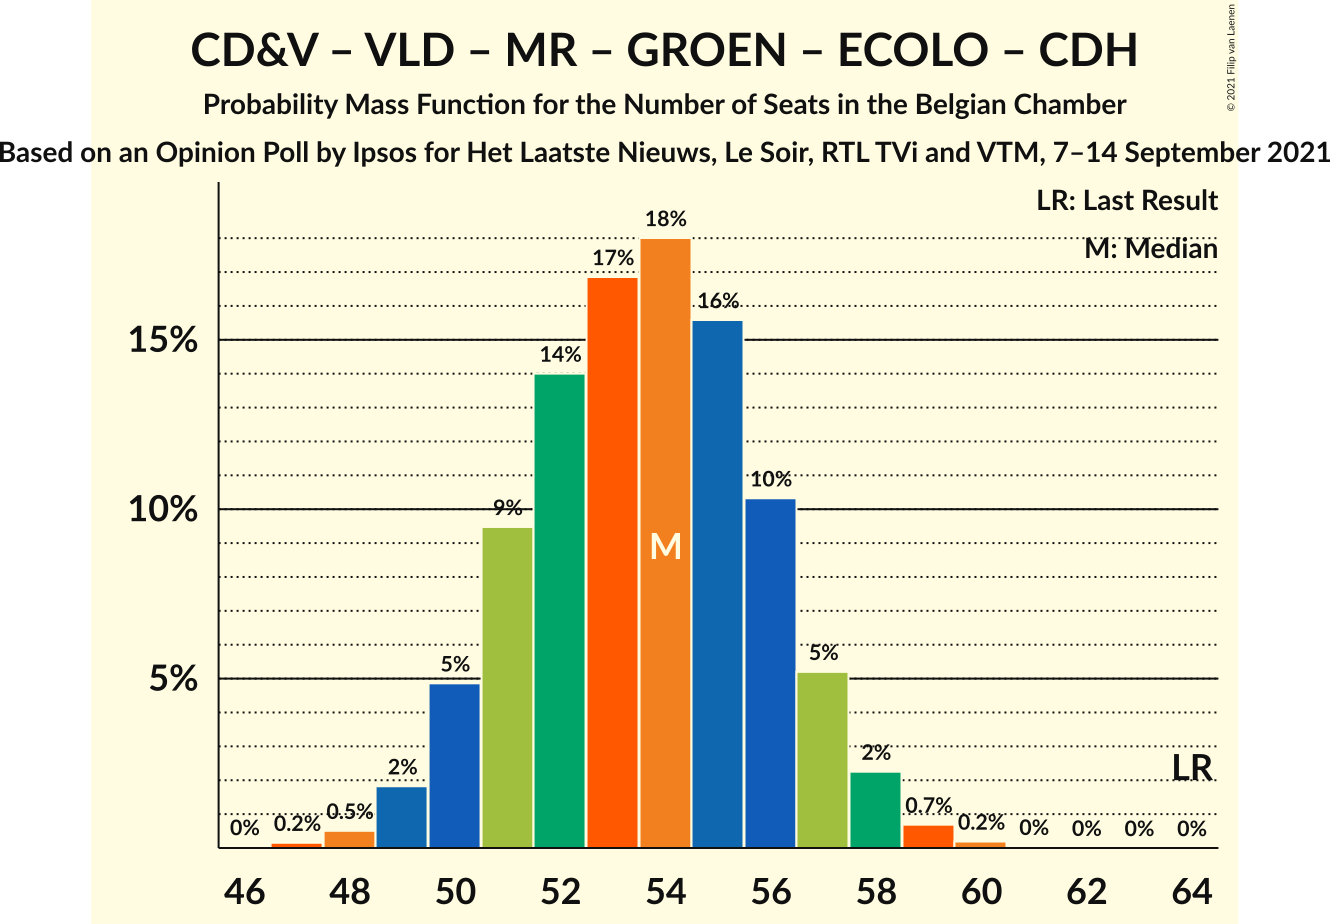 CD&V – VLD – MR – GROEN – ECOLO – CDH
Probability Mass Function for the Number of Seats in the Belgian Chamber
Based on an Opinion Poll by Ipsos for Het Laatste Nieuws, Le Soir, RTL TVi and VTM, 7–14 September 2021
© 2021 Filip van Laenen
LR: Last Result
M: Median
15%
10%
5%
0%
0.2%
0.5%
2%
5%
9%
14%
17%
18%
16%
10%
5%
2%
0.7%
0.2%
0%
0%
0%
0%
M
LR
46 48 50 52 54 56 58 60 62 64